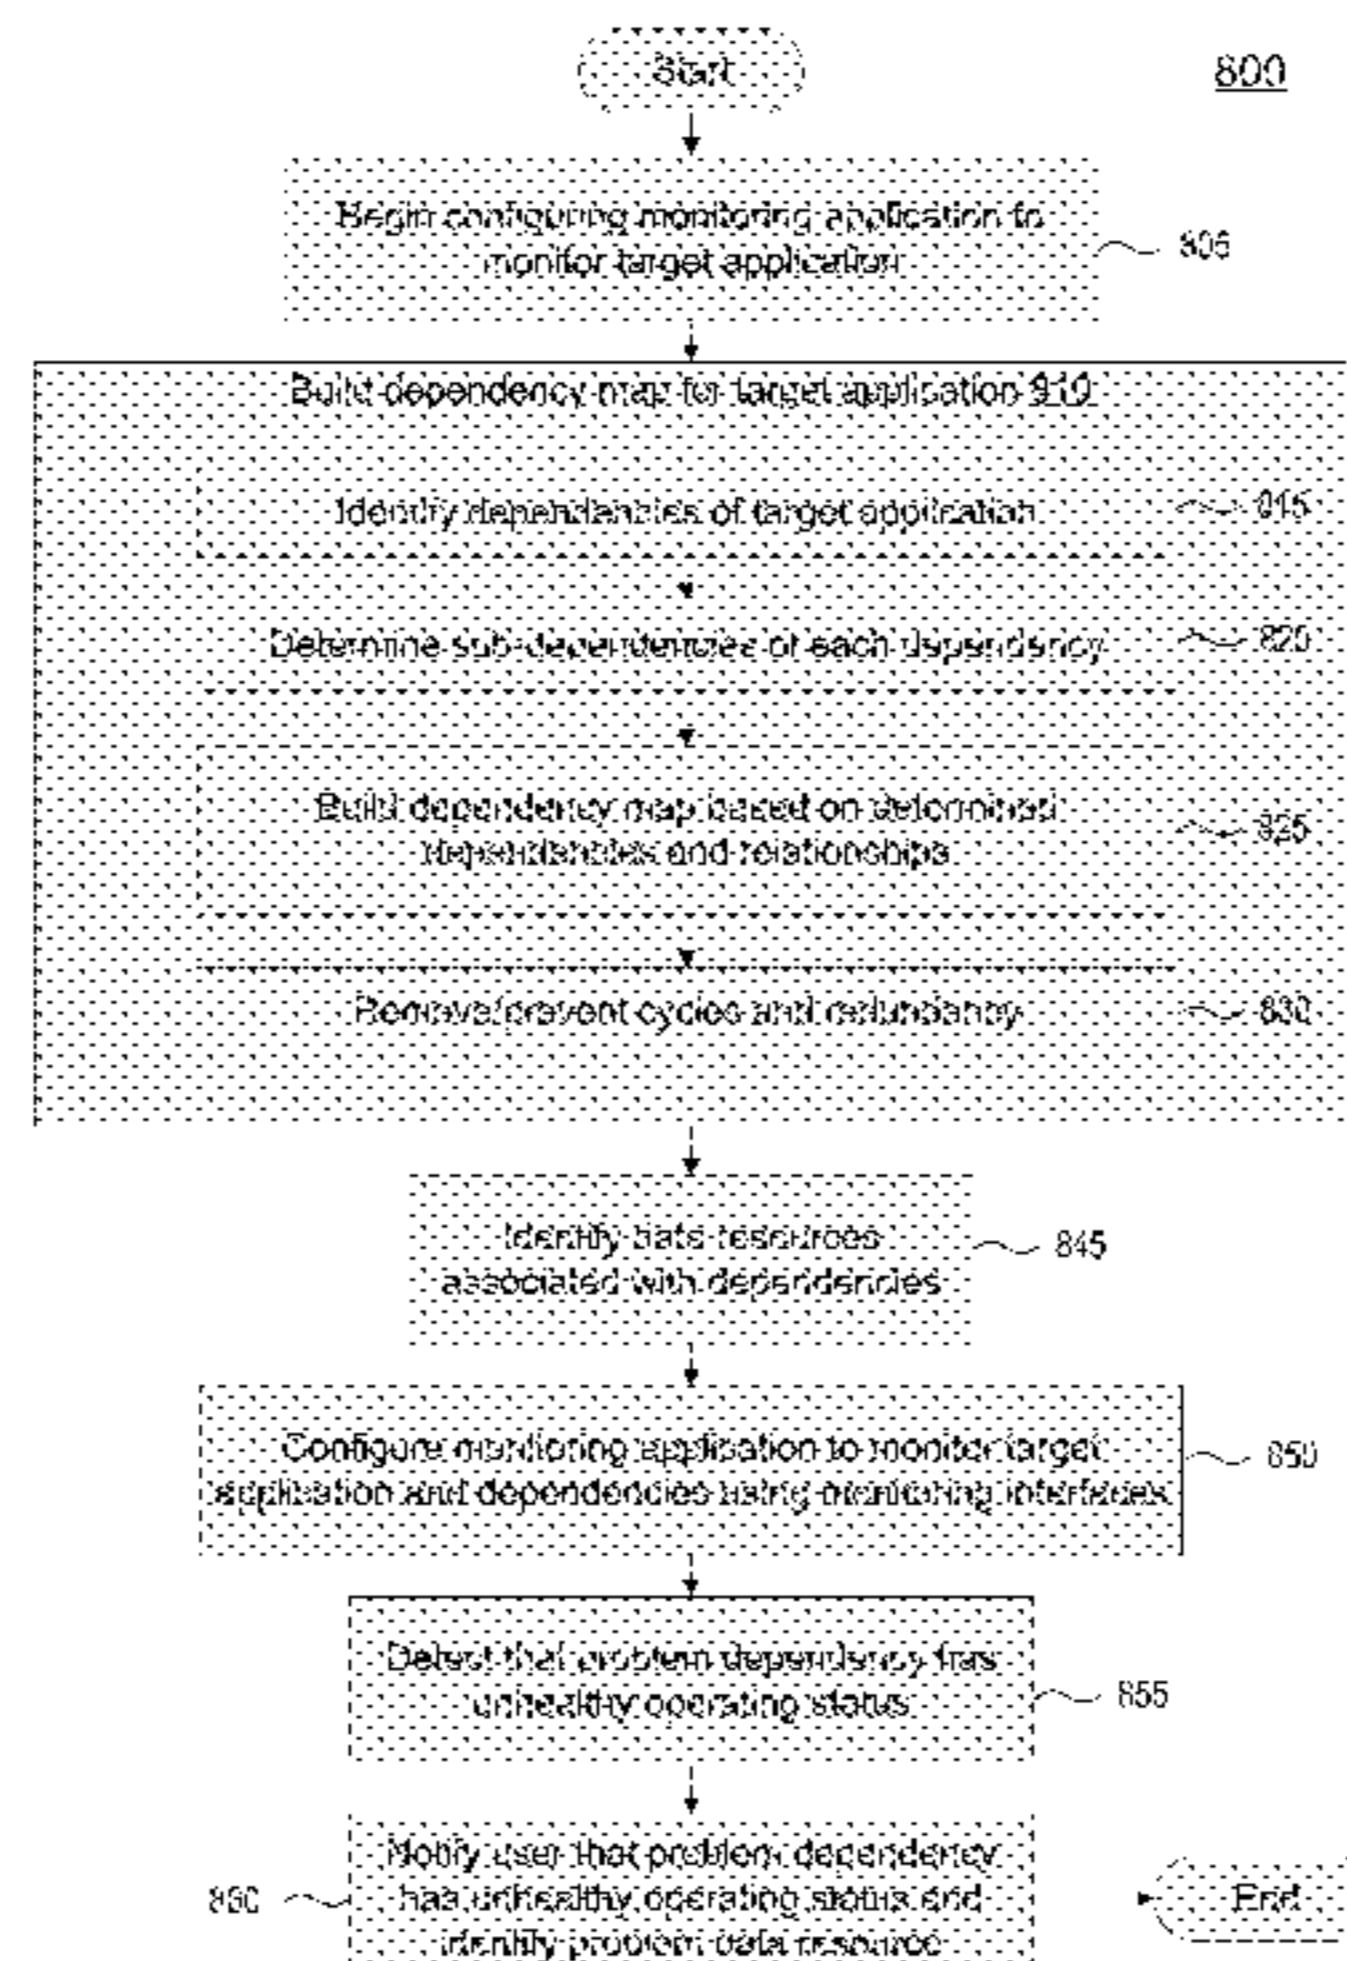 Start
800
Begin configuring monitoring application to
monitor target application
805
Build dependency map for target application 810
Identify dependencies of target application
815
Determine sub-dependencies of each dependency
820
Build dependency map based on determined
dependencies and relationships
825
Remove/prevent cycles and redundancy
830
Identify data resources
associated with dependencies
845
Configure monitoring application to monitor target
application and dependencies using monitoring interfaces
850
Detect that problem dependency has
unhealthy operating status
855
Notify user that problem dependency
has unhealthy operating status and
identify problem data resource
860
End